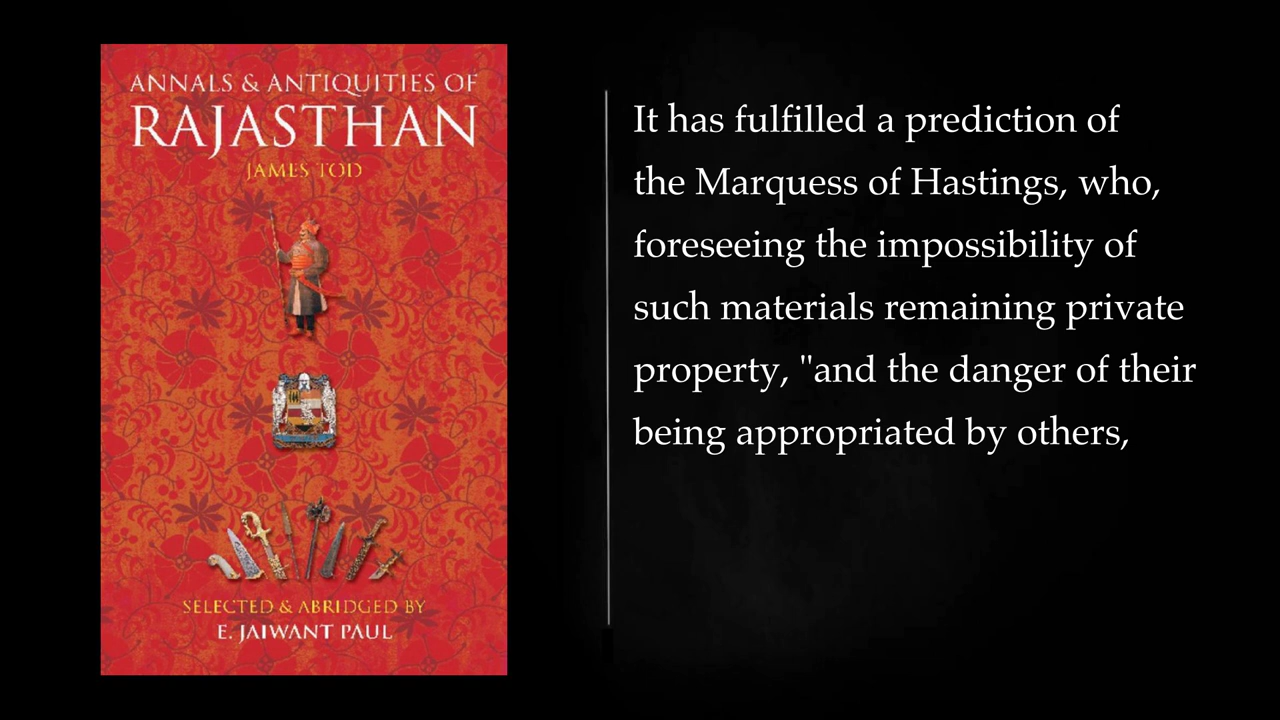 ANNALS & ANTIQUITIES OF
RAJASTHAN
JAMES TOD
SELECTED & ABRIDGED BY
E. JAIWANT PAUL
It has fulfilled a prediction of
the Marquess of Hastings, who,
foreseeing the impossibility of
such materials remaining private
property, "and the danger of their
being appropriated by others,